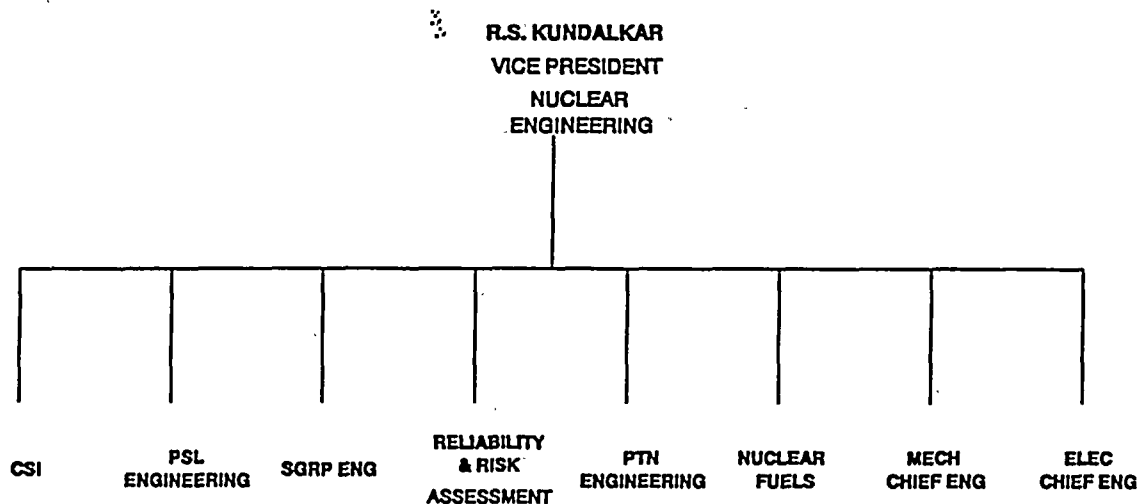 R.S. KUNDALKAR
VICE PRESIDENT
NUCLEAR
ENGINEERING
CSI
PSL
ENGINEERING
SGRP ENG
RELIABILITY
& RISK
ASSESSMENT
PTN
ENGINEERING
NUCLEAR
FUELS
MECH
CHIEF ENG
ELEC
CHIEF ENG